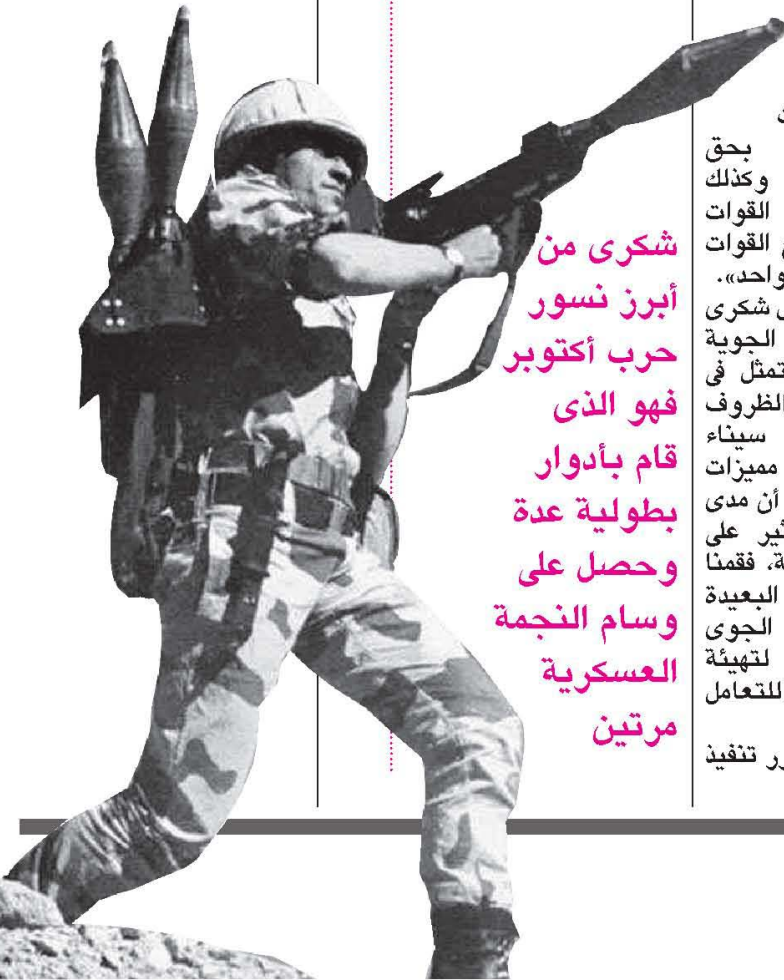 شكرى من
أبرز نسور
حرب أكتوبر
فهو الذى
قام بأدوار
بطولية عدة
وحصل على
وسام النجمة
العسكرية
مرتين
بحق
وكذلك
القوات
القوات
واحد».
شكرى
الجوية
تمثل فى
الظروف
سيناء
مميزات
أن مدى
على
فقمنا
البعيدة
الجوى
لتهيئة
للتعامل
تنفيذ